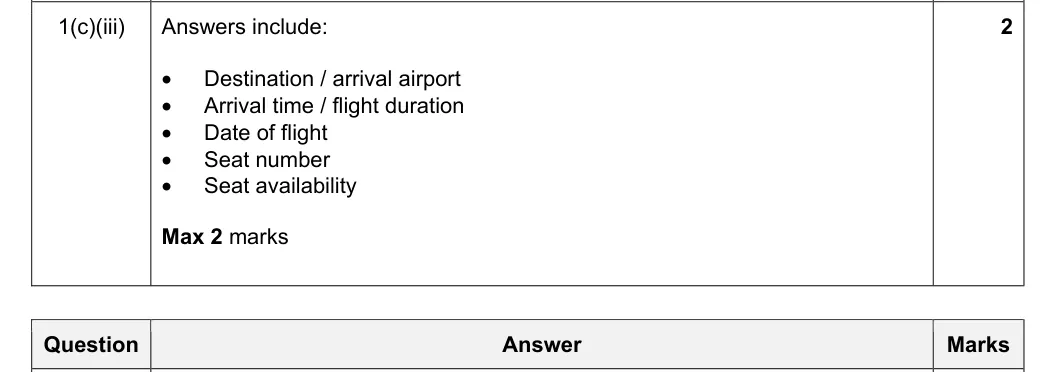 1(c)(iii) Answers include: 2
• Destination / arrival airport
• Arrival time / flight duration
• Date of flight
• Seat number
• Seat availability
Max 2 marks
Question Answer Marks